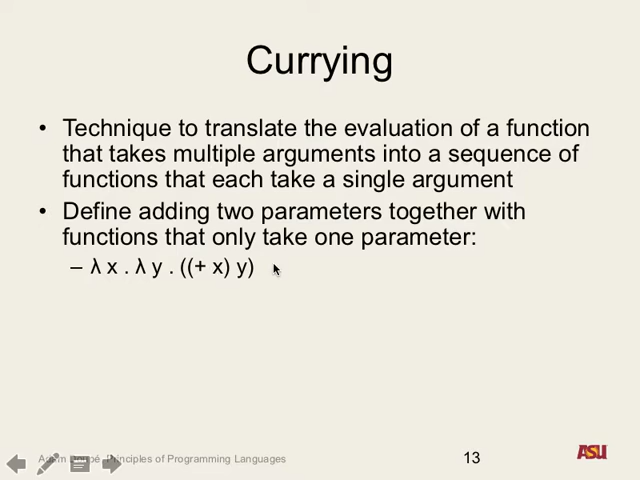 Currying
• Technique to translate the evaluation of a function
that takes multiple arguments into a sequence of
functions that each take a single argument
• Define adding two parameters together with
functions that only take one parameter:
– λ x . λ y . ((+ x) y)
Principles of Programming Languages
13
ASU